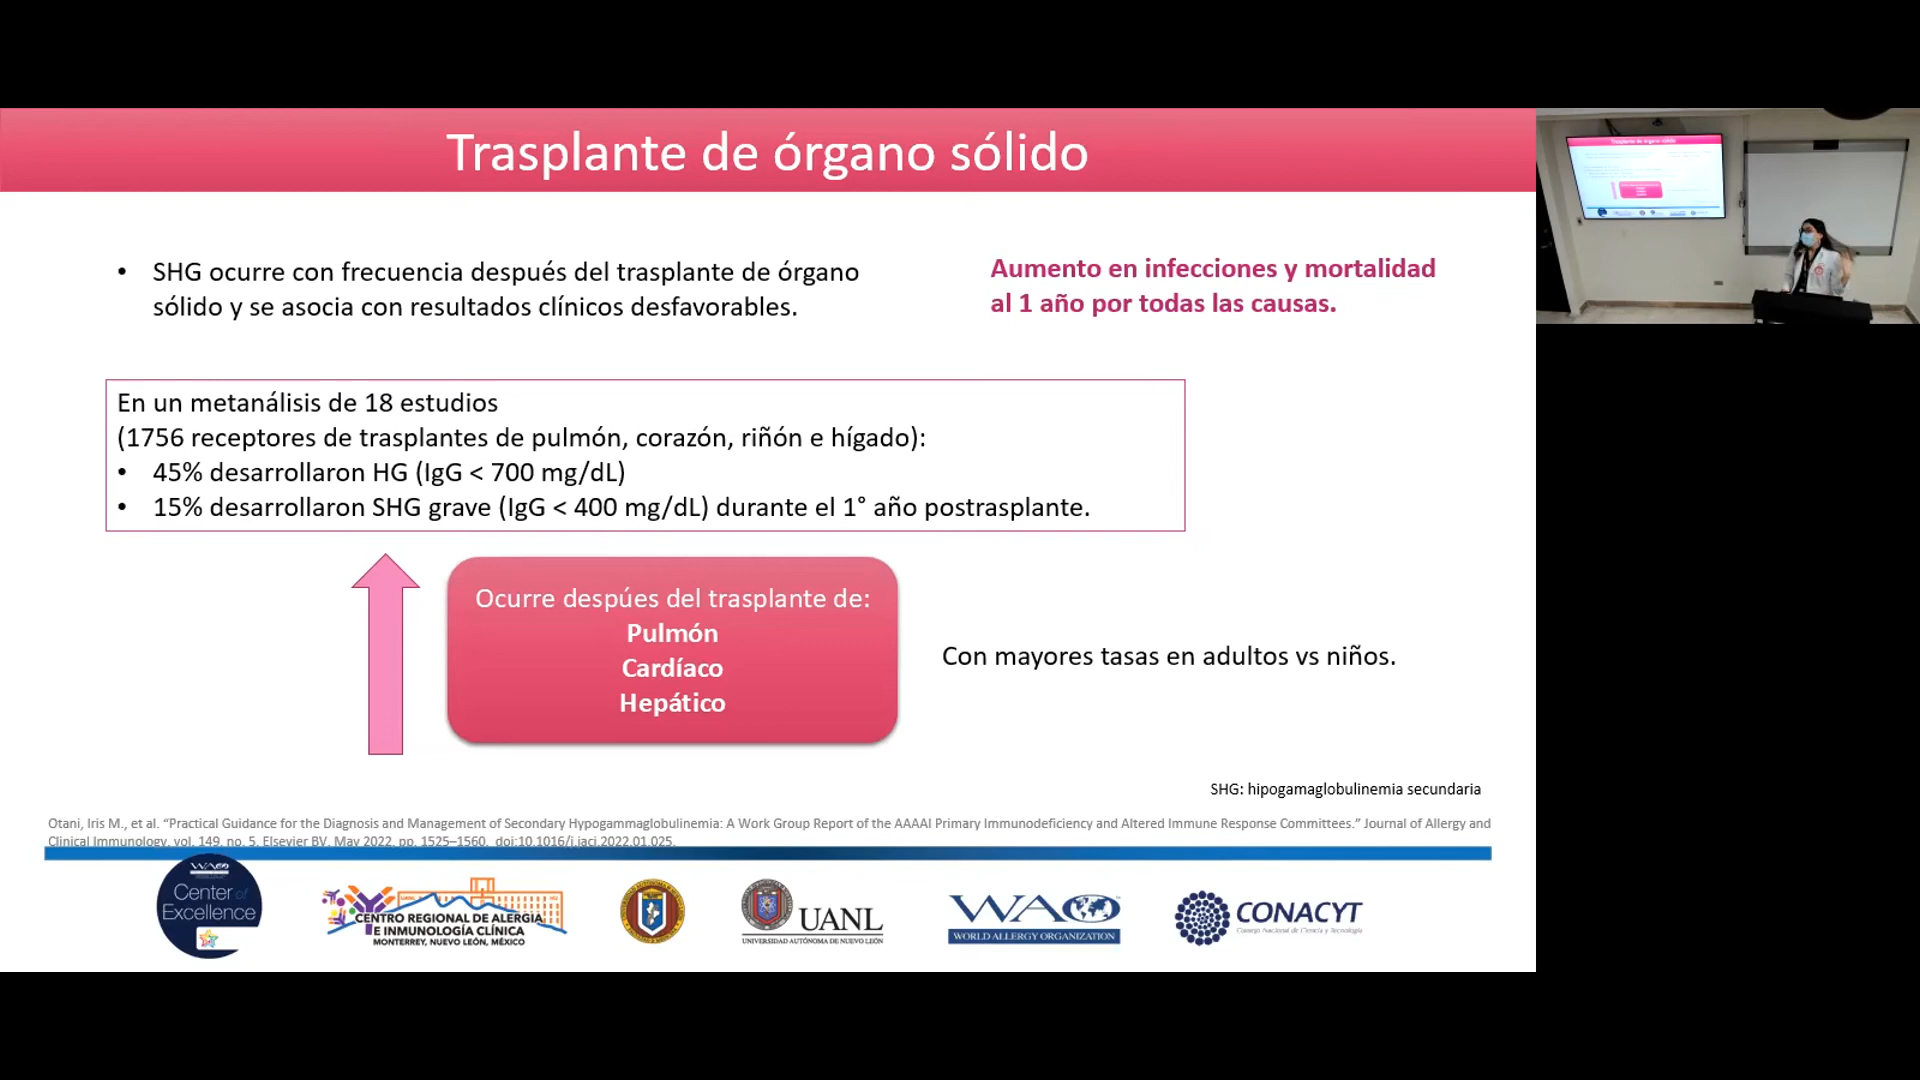 Trasplante de órgano sólido
• SHG ocurre con frecuencia después del trasplante de órgano
sólido y se asocia con resultados clínicos desfavorables.
Aumento en infecciones y mortalidad
al 1 año por todas las causas.
En un metanálisis de 18 estudios
(1756 receptores de trasplantes de pulmón, corazón, riñón e hígado):
• 45% desarrollaron HG (IgG < 700 mg/dL)
• 15% desarrollaron SHG grave (IgG < 400 mg/dL) durante el 1° año postrasplante.
Ocurre despúes del trasplante de:
Pulmón
Cardíaco
Hepático
Con mayores tasas en adultos vs niños.
SHG: hipogamaglobulinemia secundaria
Otani, Iris M., et al. “Practical Guidance for the Diagnosis and Management of Secondary Hypogammaglobulinemia: A Work Group Report of the AAAAI Primary Immunodeficiency and Altered Immune Response Committees.” Journal of Allergy and
Clinical Immunology, vol. 149, no. 5, Elsevier BV, May 2022, pp. 1525–1560, doi:10.1016/j.jaci.2022.01.025.
WAO
Center of
Excellence
CENTRO REGIONAL DE ALERGIA
E INMUNOLOGÍA CLÍNICA
MONTERREY, NUEVO LEÓN, MÉXICO
UANL
UNIVERSIDAD AUTÓNOMA DE NUEVO LEÓN
WAO
WORLD ALLERGY ORGANIZATION
CONACYT
Consejo Nacional de Ciencia y Tecnología
Trasplante de órgano sólido